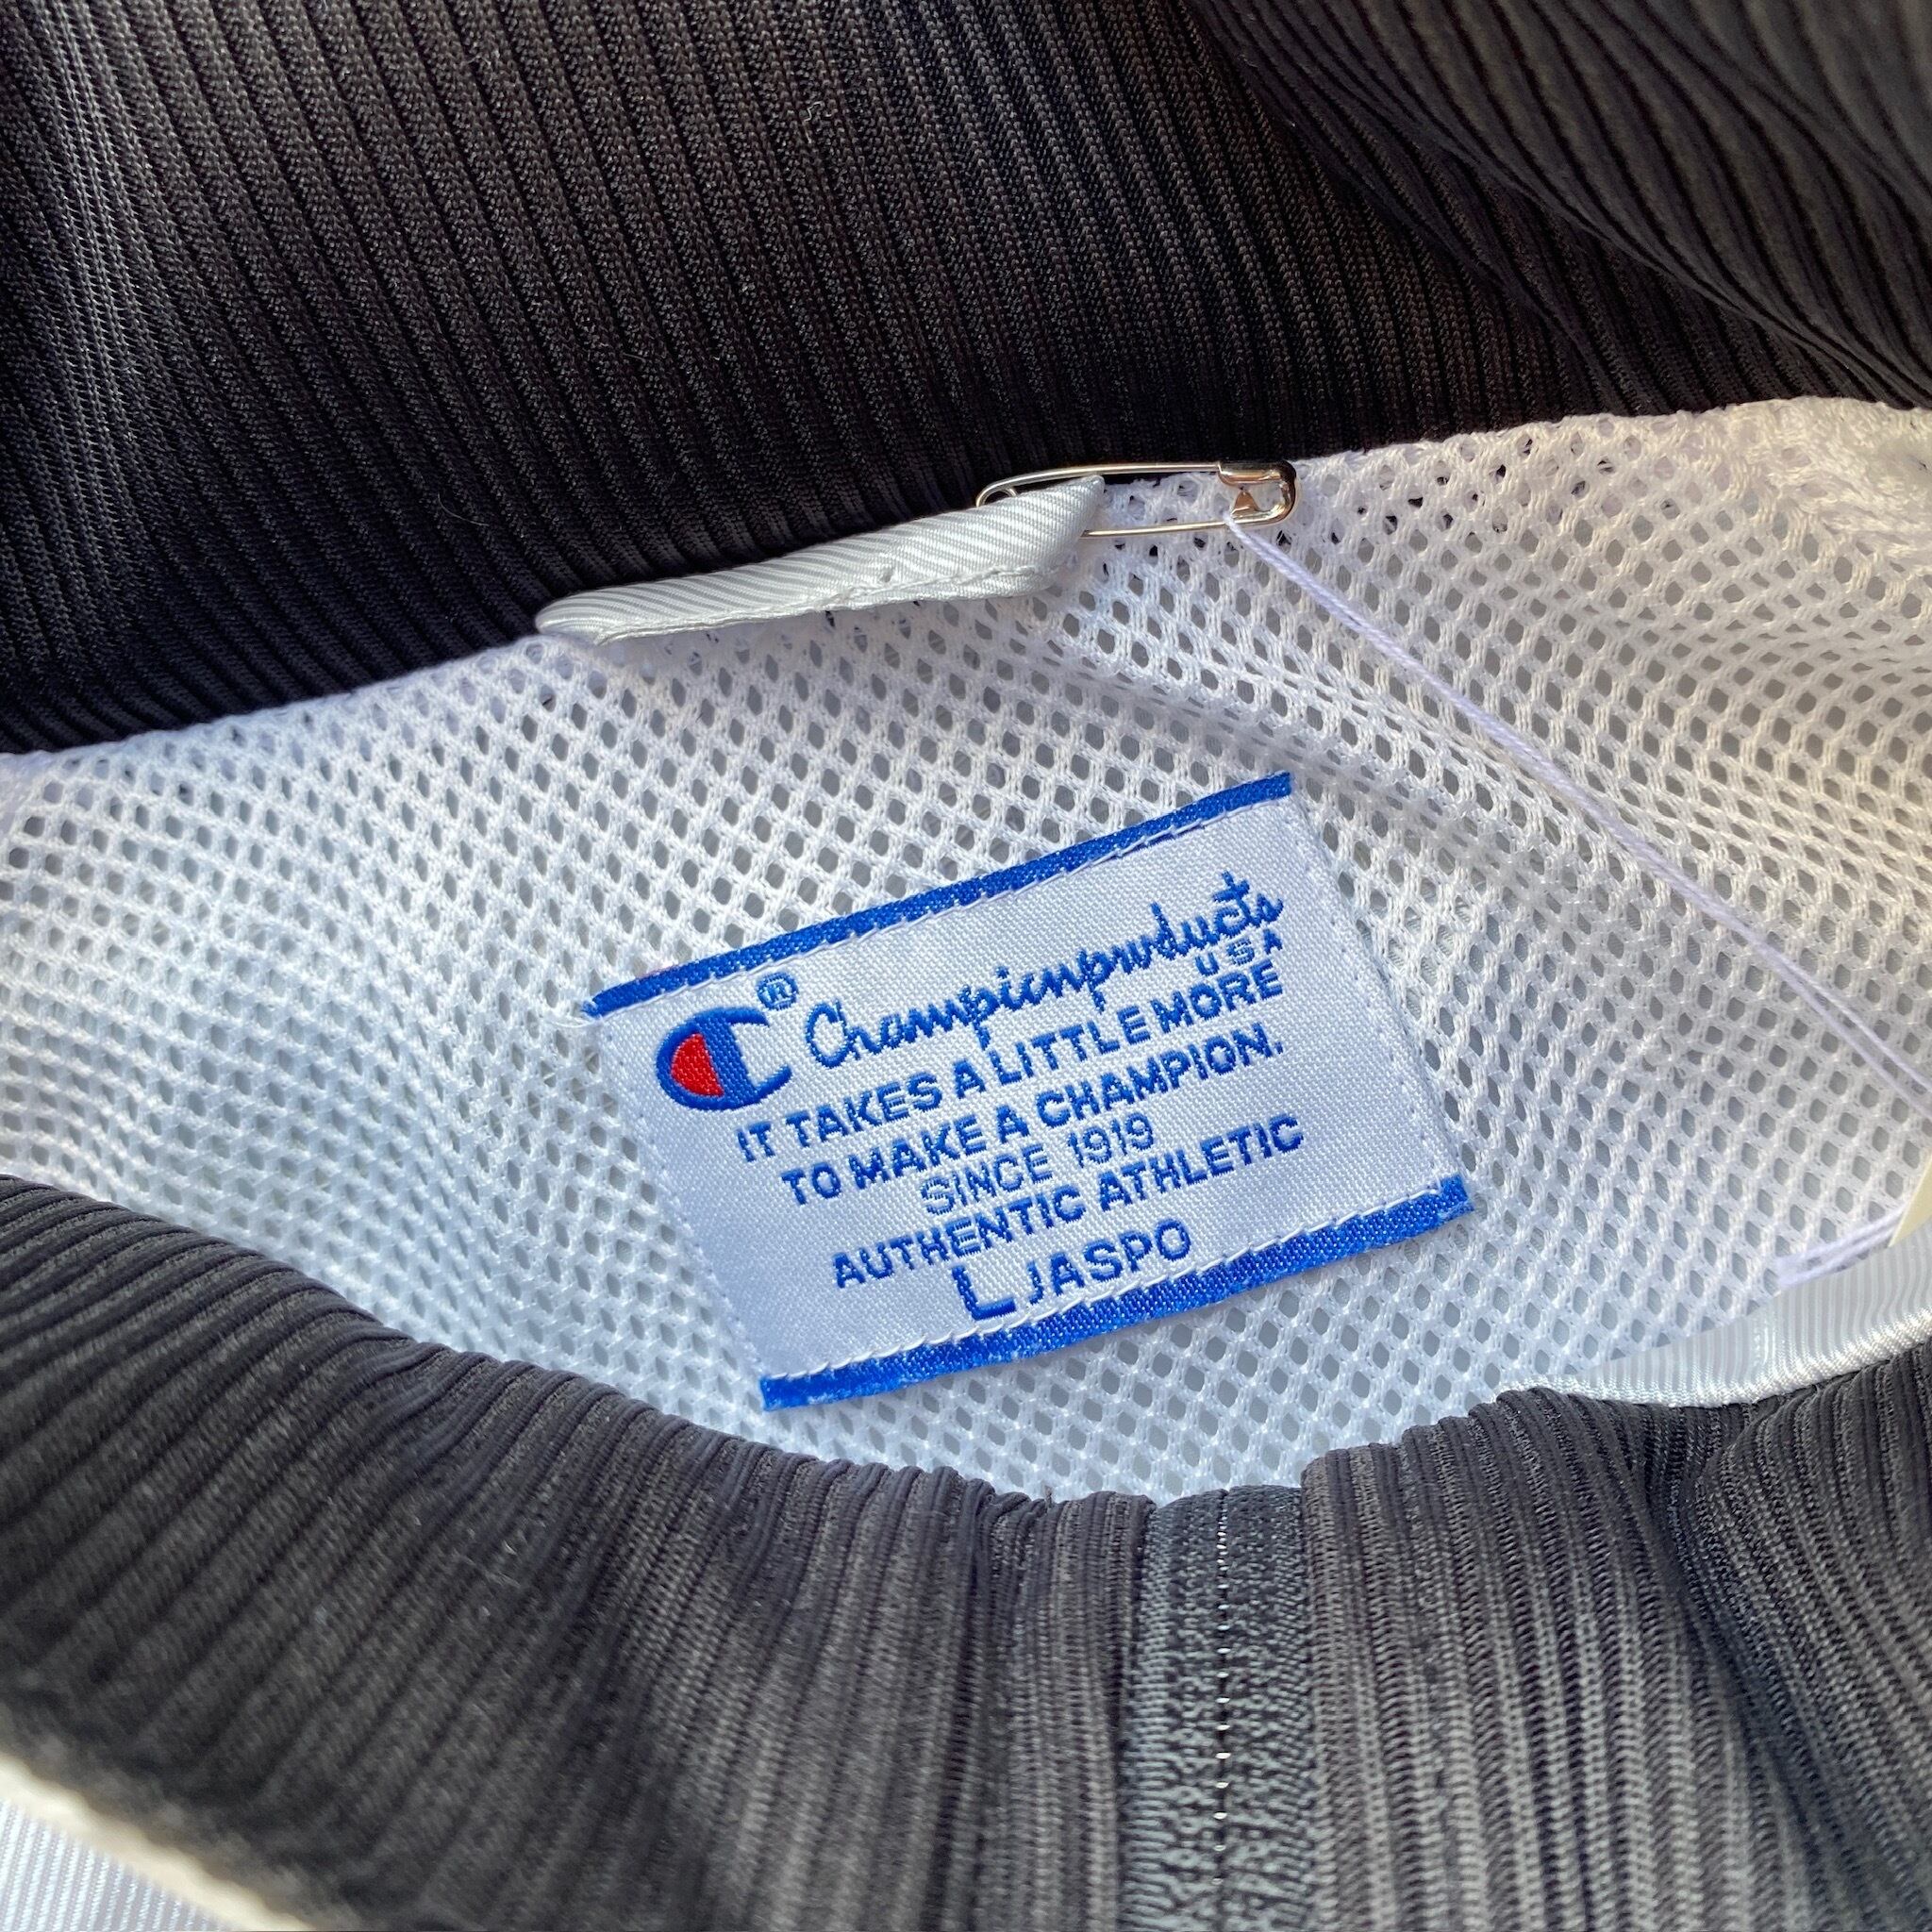 ® Championproducts
USA
IT TAKES A LITTLE MORE
TO MAKE A CHAMPION.
SINCE 1919
AUTHENTIC ATHLETIC
L JASPO